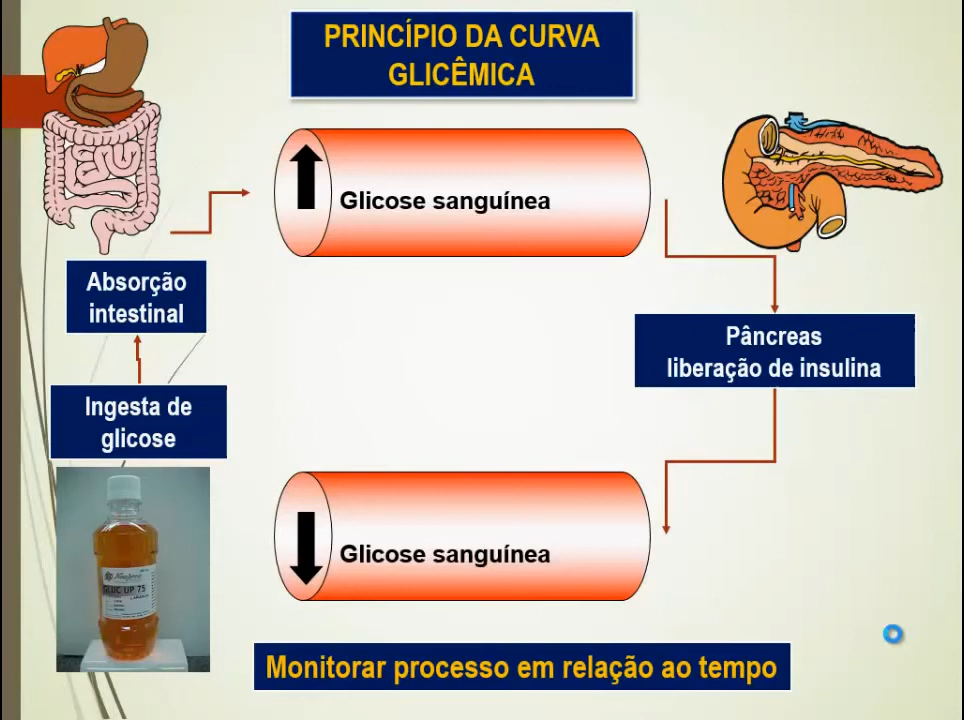 PRINCÍPIO DA CURVA
GLICÊMICA
Glicose sanguínea
Absorção
intestinal
Pâncreas
liberação de insulina
Ingesta de
glicose
Glicose sanguínea
GLUC UP 75
Monitorar processo em relação ao tempo